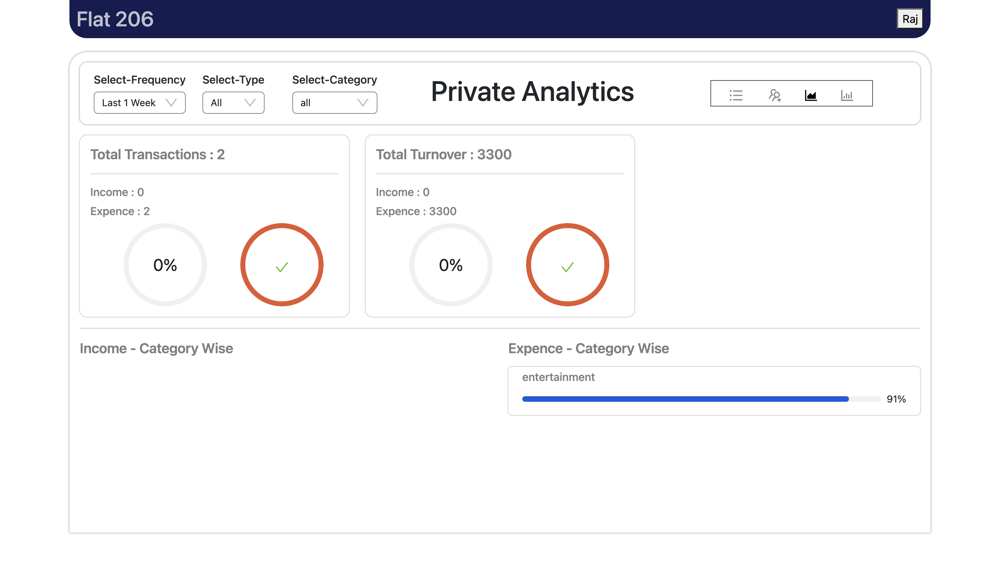 Flat 206
Raj
Select-Frequency
Select-Type
Select-Category
Last 1 Week
All
all
Private Analytics
Total Transactions : 2
Income : 0
Expence : 2
0%
Total Turnover : 3300
Income : 0
Expence : 3300
0%
Income - Category Wise
Expence - Category Wise
entertainment
91%